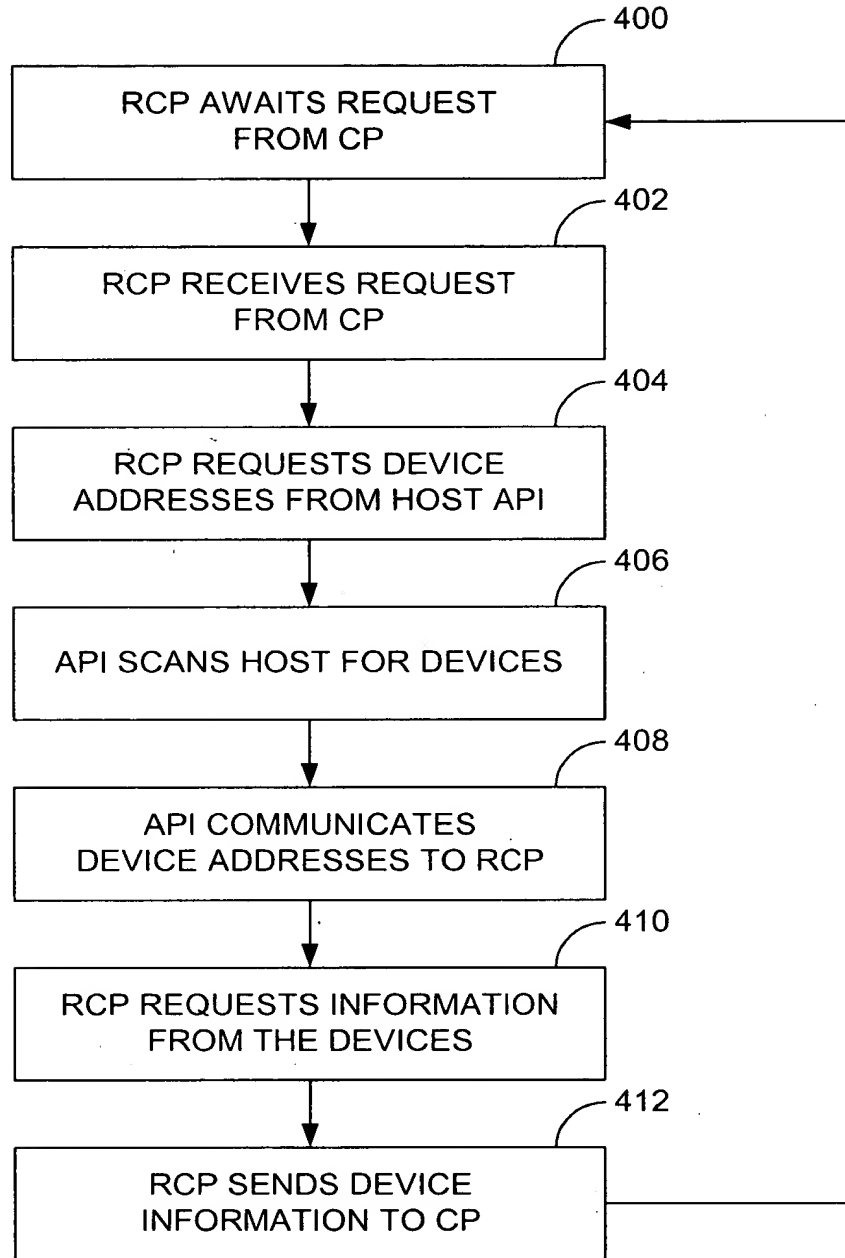 400
RCP AWAITS REQUEST
FROM CP
402
RCP RECEIVES REQUEST
FROM CP
404
RCP REQUESTS DEVICE
ADDRESSES FROM HOST API
406
API SCANS HOST FOR DEVICES
408
API COMMUNICATES
DEVICE ADDRESSES TO RCP
410
RCP REQUESTS INFORMATION
FROM THE DEVICES
412
RCP SENDS DEVICE
INFORMATION TO CP